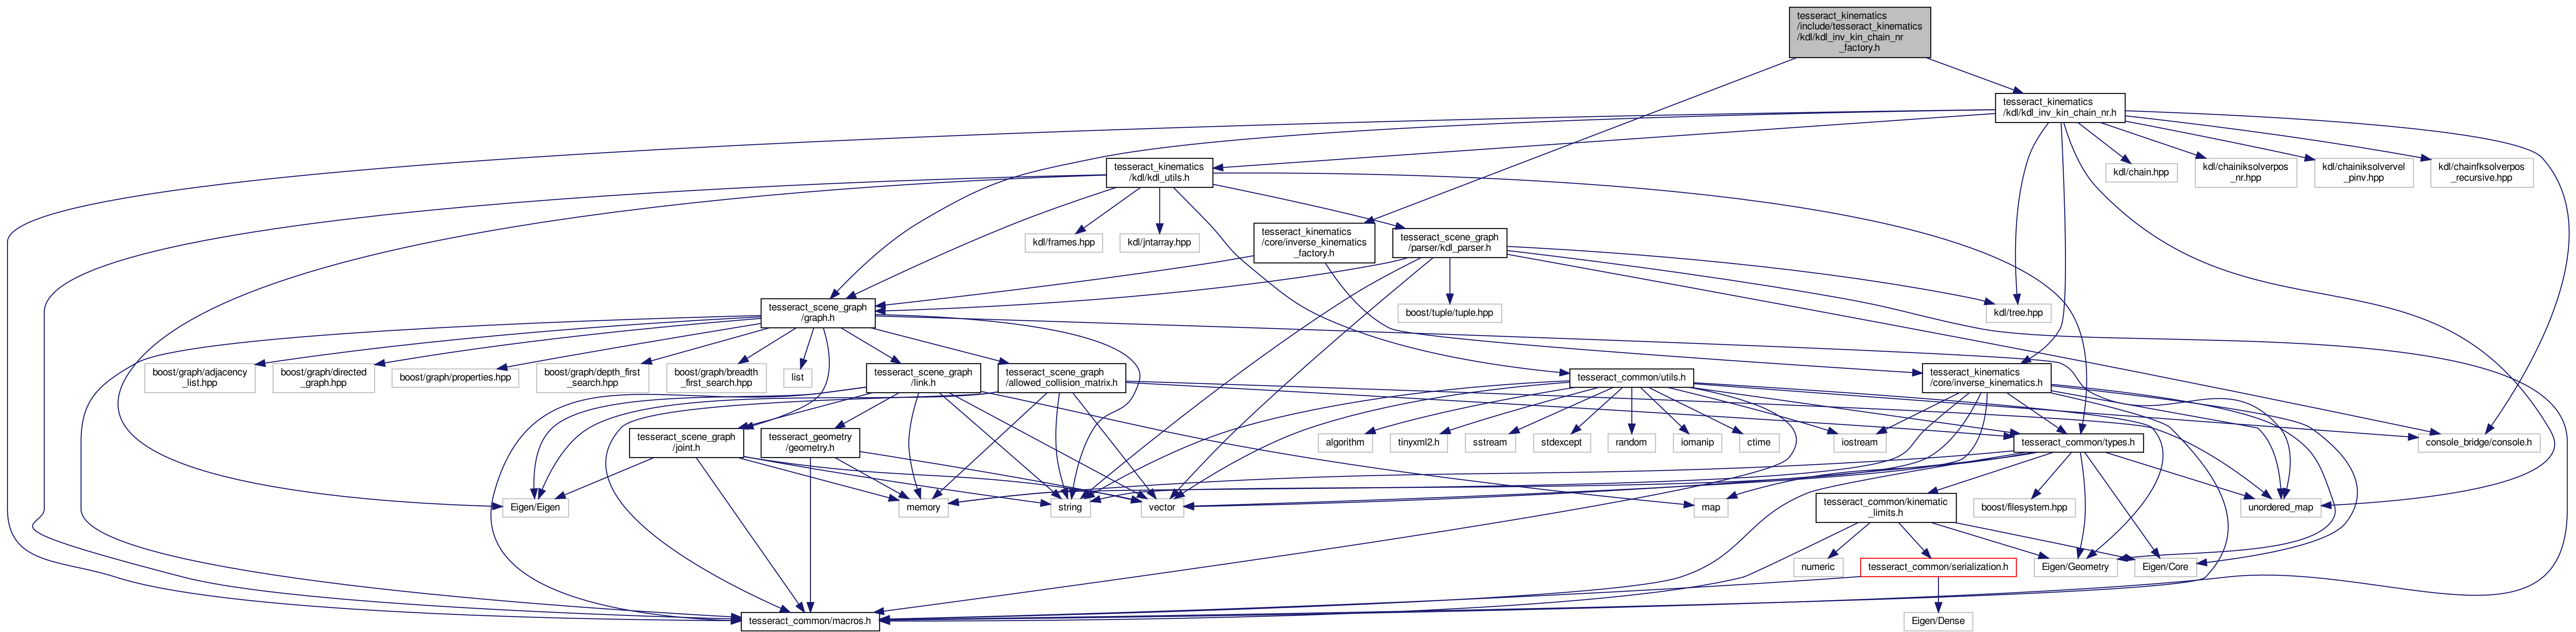 tesseract_kinematics
/include/tesseract_kinematics
/kdl/kdl_inv_kin_chain_nr
_factory.h
tesseract_kinematics
/kdl/kdl_inv_kin_chain_nr.h
tesseract_kinematics
/kdl/kdl_utils.h
kdl/chain.hpp
kdl/chainiksolverpos
_nr.hpp
kdl/chainiksolvervel
_pinv.hpp
kdl/chainfksolverpos
_recursive.hpp
kdl/frames.hpp
kdl/jntarray.hpp
tesseract_kinematics
/core/inverse_kinematics
_factory.h
tesseract_scene_graph
/parser/kdl_parser.h
tesseract_scene_graph
/graph.h
boost/tuple/tuple.hpp
kdl/tree.hpp
boost/graph/adjacency
_list.hpp
boost/graph/directed
_graph.hpp
boost/graph/properties.hpp
boost/graph/depth_first
_search.hpp
boost/graph/breadth
_first_search.hpp
list
tesseract_scene_graph
/link.h
tesseract_scene_graph
/allowed_collision_matrix.h
tesseract_common/utils.h
tesseract_kinematics
/core/inverse_kinematics.h
tesseract_scene_graph
/joint.h
tesseract_geometry
/geometry.h
algorithm
tinyxml2.h
sstream
stdexcept
random
iomanip
ctime
iostream
tesseract_common/types.h
console_bridge/console.h
Eigen/Eigen
memory
string
vector
map
tesseract_common/kinematic
_limits.h
boost/filesystem.hpp
unordered_map
numeric
tesseract_common/serialization.h
Eigen/Geometry
Eigen/Core
tesseract_common/macros.h
Eigen/Dense